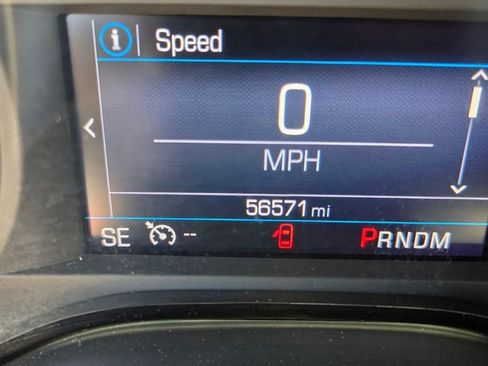 i Speed
0
MPH
56571 mi
SE -- PRNDM